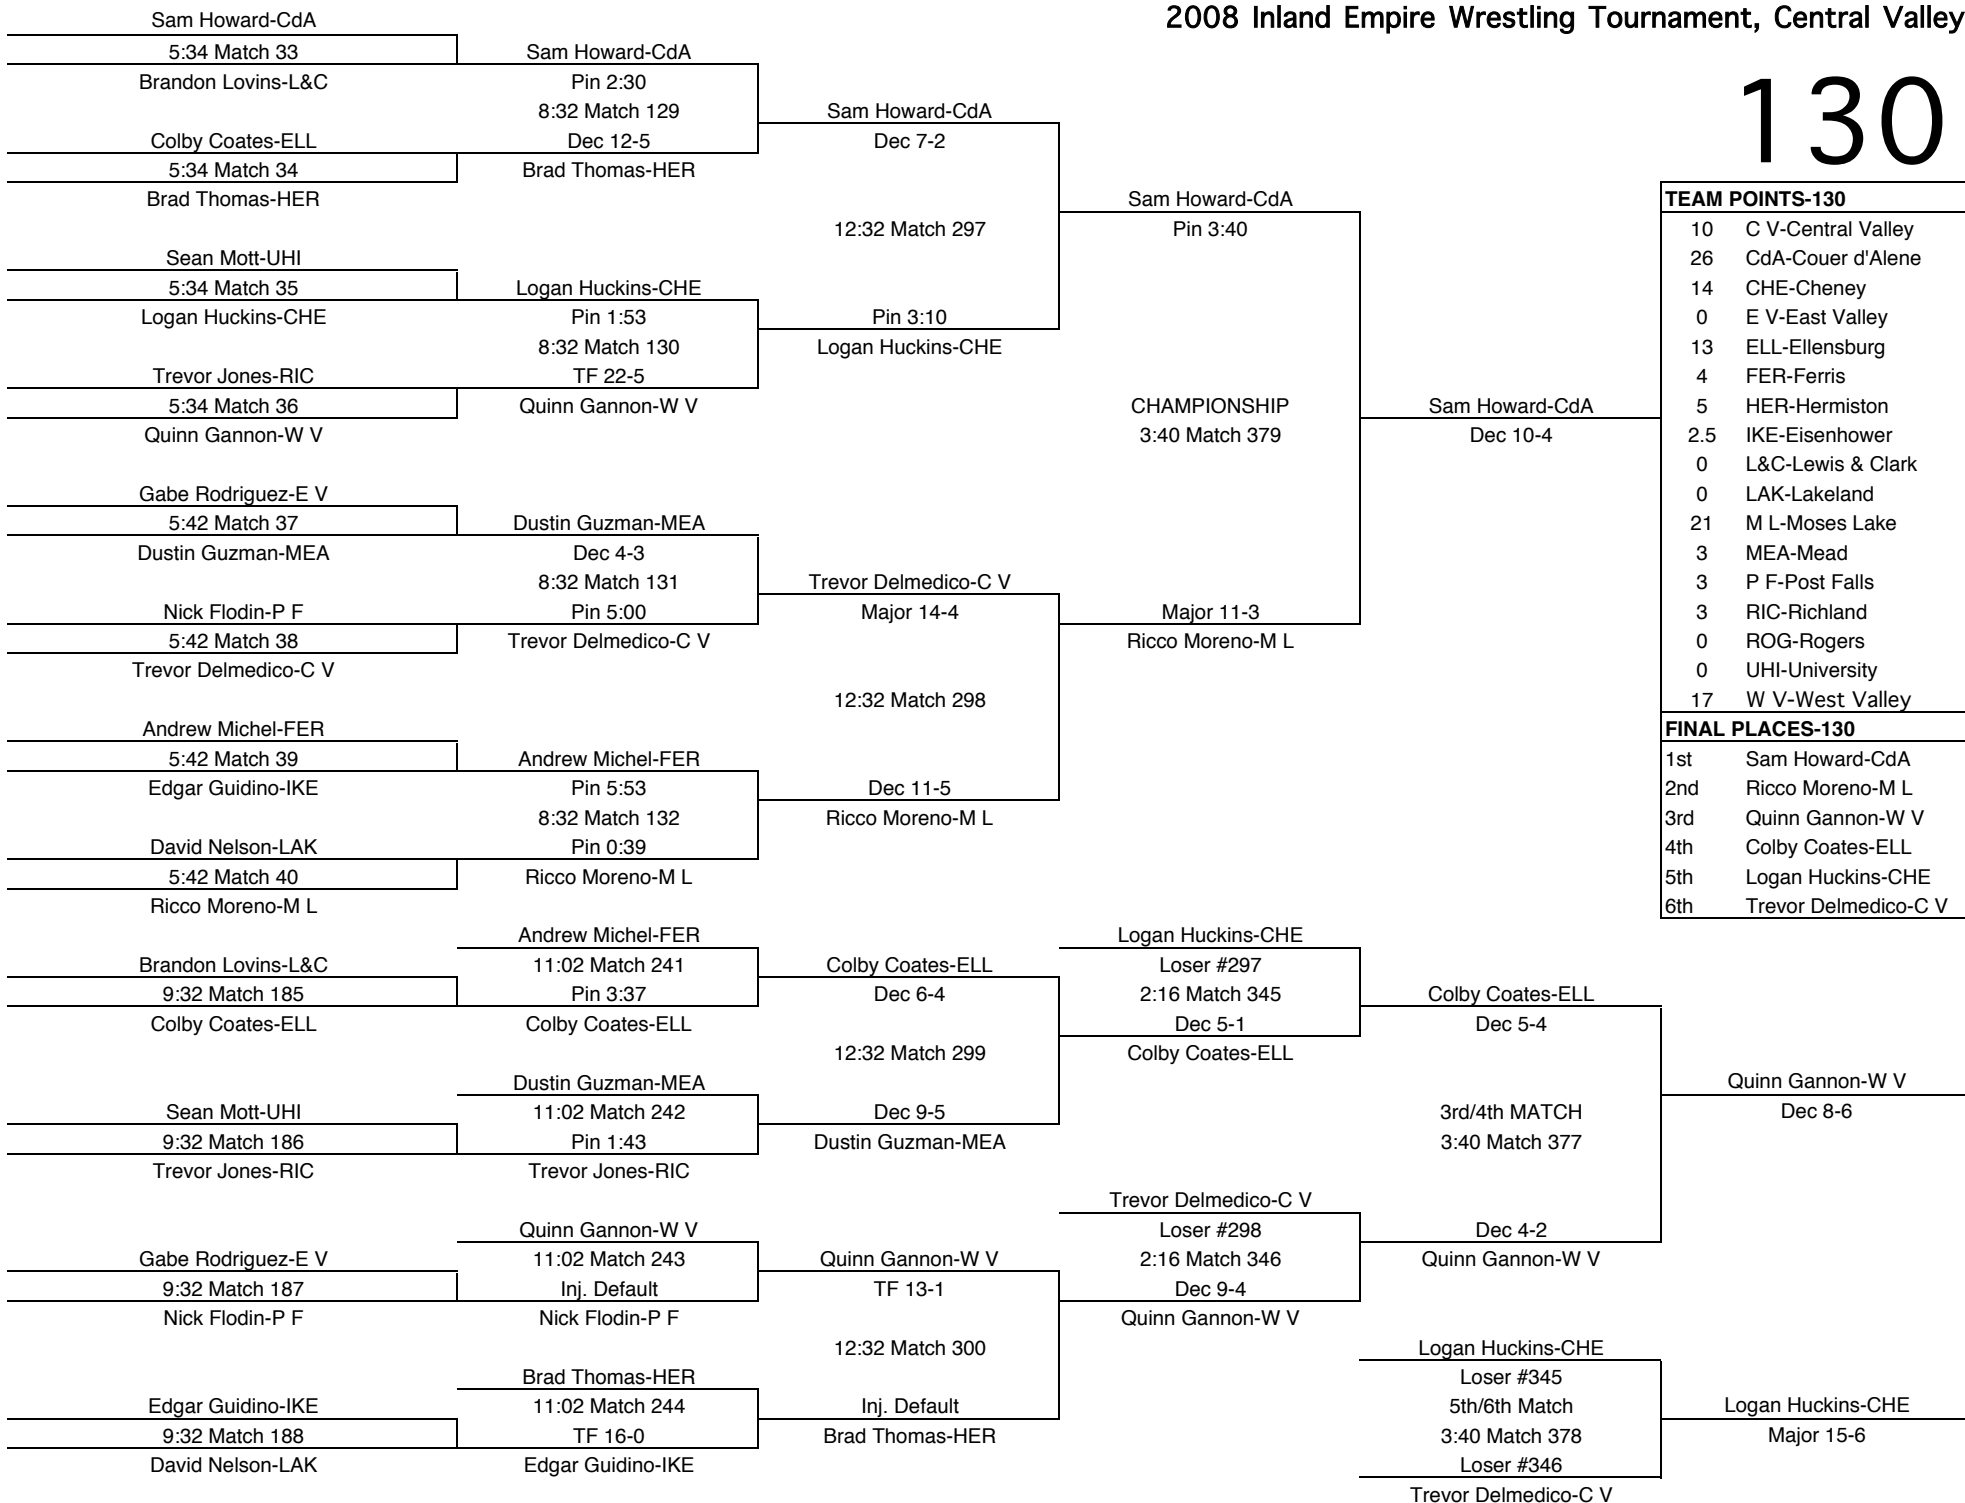 2008 Inland Empire Wrestling Tournament, Central Valley
130
Sam Howard-CdA
5:34 Match 33
Brandon Lovins-L&C
Colby Coates-ELL
5:34 Match 34
Brad Thomas-HER
Sean Mott-UHI
5:34 Match 35
Logan Huckins-CHE
Trevor Jones-RIC
5:34 Match 36
Quinn Gannon-W V
Gabe Rodriguez-E V
5:42 Match 37
Dustin Guzman-MEA
Nick Flodin-P F
5:42 Match 38
Trevor Delmedico-C V
Andrew Michel-FER
5:42 Match 39
Edgar Guidino-IKE
David Nelson-LAK
5:42 Match 40
Ricco Moreno-M L
Sam Howard-CdA
Pin 2:30
8:32 Match 129
Dec 12-5
Brad Thomas-HER
Logan Huckins-CHE
Pin 1:53
8:32 Match 130
TF 22-5
Quinn Gannon-W V
Dustin Guzman-MEA
Dec 4-3
8:32 Match 131
Pin 5:00
Trevor Delmedico-C V
Andrew Michel-FER
Pin 5:53
8:32 Match 132
Pin 0:39
Ricco Moreno-M L
Sam Howard-CdA
Dec 7-2
12:32 Match 297
Pin 3:10
Logan Huckins-CHE
Trevor Delmedico-C V
Major 14-4
12:32 Match 298
Dec 11-5
Ricco Moreno-M L
Sam Howard-CdA
Pin 3:40
CHAMPIONSHIP
3:40 Match 379
Major 11-3
Ricco Moreno-M L
Sam Howard-CdA
Dec 10-4
TEAM POINTS-130
10 C V-Central Valley
26 CdA-Couer d'Alene
14 CHE-Cheney
0 E V-East Valley
13 ELL-Ellensburg
4 FER-Ferris
5 HER-Hermiston
2.5 IKE-Eisenhower
0 L&C-Lewis & Clark
0 LAK-Lakeland
21 M L-Moses Lake
3 MEA-Mead
3 P F-Post Falls
3 RIC-Richland
0 ROG-Rogers
0 UHI-University
17 W V-West Valley
FINAL PLACES-130
1st Sam Howard-CdA
2nd Ricco Moreno-M L
3rd Quinn Gannon-W V
4th Colby Coates-ELL
5th Logan Huckins-CHE
6th Trevor Delmedico-C V
Brandon Lovins-L&C
9:32 Match 185
Colby Coates-ELL
Sean Mott-UHI
9:32 Match 186
Trevor Jones-RIC
Gabe Rodriguez-E V
9:32 Match 187
Nick Flodin-P F
Edgar Guidino-IKE
9:32 Match 188
David Nelson-LAK
Andrew Michel-FER
11:02 Match 241
Pin 3:37
Colby Coates-ELL
Dustin Guzman-MEA
11:02 Match 242
Pin 1:43
Trevor Jones-RIC
Quinn Gannon-W V
11:02 Match 243
Inj. Default
Nick Flodin-P F
Brad Thomas-HER
11:02 Match 244
TF 16-0
Edgar Guidino-IKE
Colby Coates-ELL
Dec 6-4
12:32 Match 299
Dec 9-5
Dustin Guzman-MEA
Quinn Gannon-W V
TF 13-1
12:32 Match 300
Inj. Default
Brad Thomas-HER
Logan Huckins-CHE
Loser #297
2:16 Match 345
Dec 5-1
Colby Coates-ELL
Trevor Delmedico-C V
Loser #298
2:16 Match 346
Dec 9-4
Quinn Gannon-W V
Colby Coates-ELL
Dec 5-4
3rd/4th MATCH
3:40 Match 377
Dec 4-2
Quinn Gannon-W V
Quinn Gannon-W V
Dec 8-6
Logan Huckins-CHE
Loser #345
5th/6th Match
3:40 Match 378
Loser #346
Trevor Delmedico-C V
Logan Huckins-CHE
Major 15-6